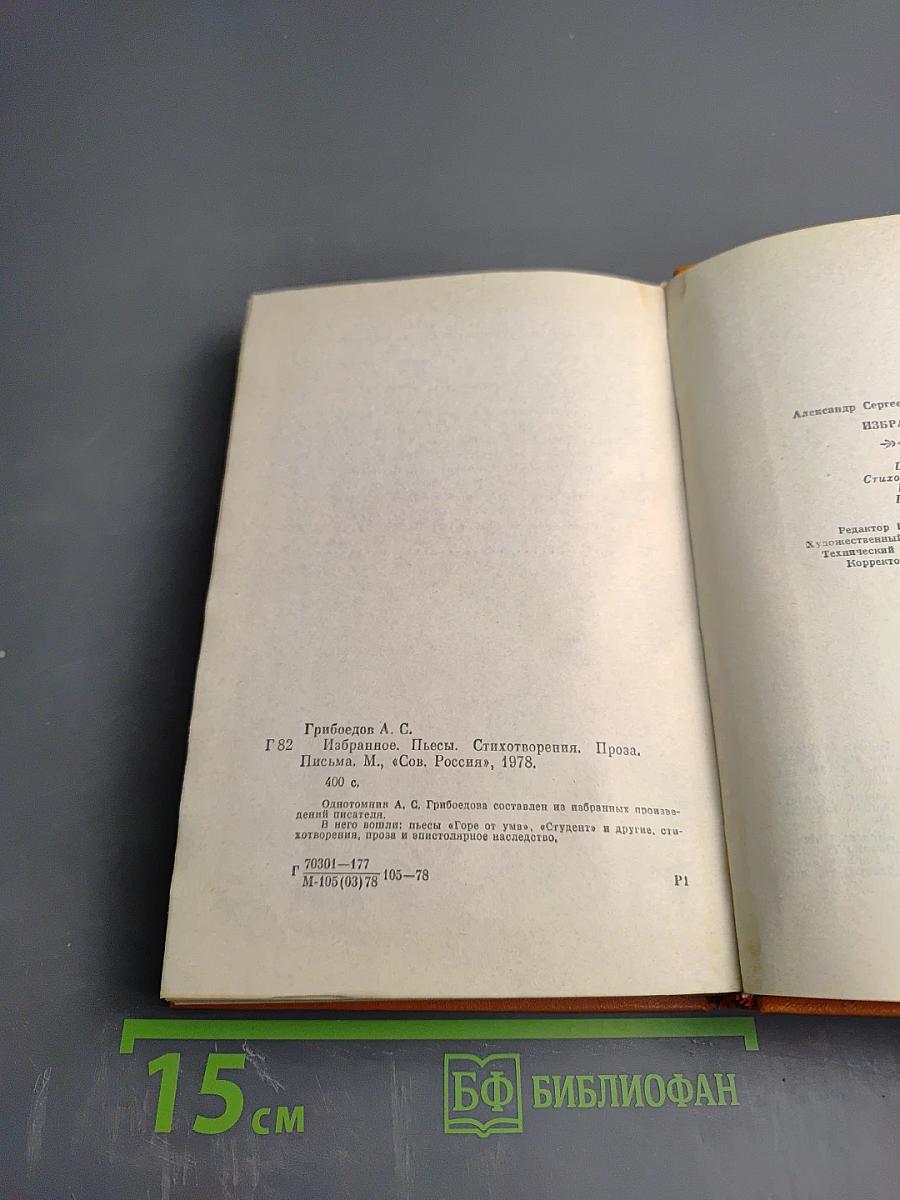 Грибоедов А. С.
Г 82 Избранное. Пьесы. Стихотворения. Проза.
Письма. М., «Сов. Россия», 1978.
400 с.
Однотомник А. С. Грибоедова составлен из избранных произве-
дений писателя.
В него вошли: пьесы «Горе от ума», «Студент» и другие, сти-
хотворения, проза и эпистолярное наследство.
Г 70301—177
М-105(03)78 105—78
Р1
Александр Сергее
ИЗБРА
Стихо
Редактор
Художественный
Технический
Корректо
15 см
БФ БИБЛИОФАН